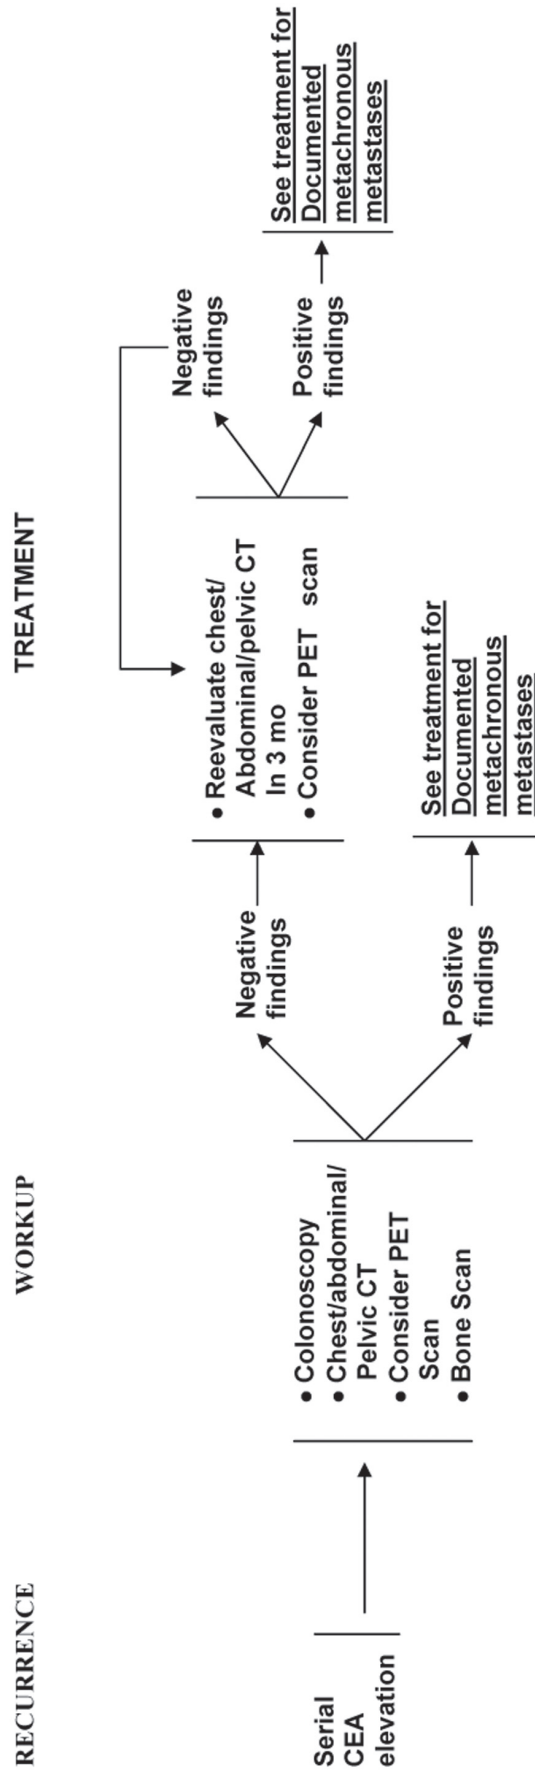 RECURRENCE
WORKUP
TREATMENT
Serial
CEA
elevation
• Colonoscopy
• Chest/abdominal/
Pelvic CT
• Consider PET
Scan
• Bone Scan
Negative
findings
Positive
findings
• Reevaluate chest/
Abdominal/pelvic CT
In 3 mo
• Consider PET scan
See treatment for
Documented
metachronous
metastases
Negative
findings
Positive
findings
See treatment for
Documented
metachronous
metastases